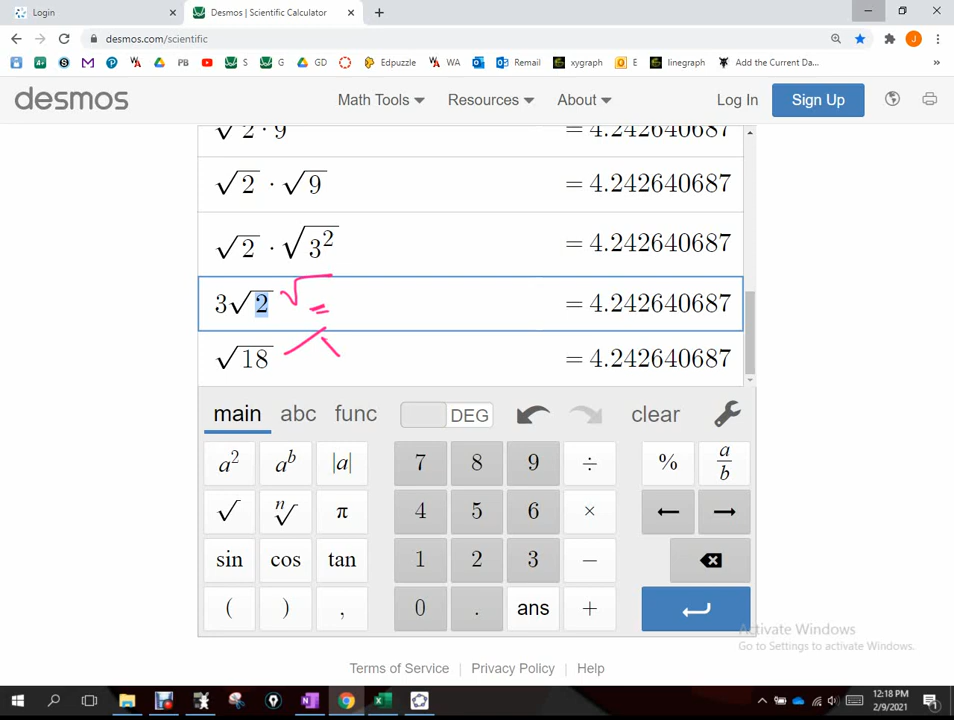 Login
Desmos | Scientific Calculator
desmos.com/scientific
A+ S PB S G GD Edpuzzle WA Remail xygraph E linegraph Add the Current Da...
desmos
Math Tools Resources About Log In Sign Up
√2·9 = 4.242640687
√2 · √9 = 4.242640687
√2 · √3² = 4.242640687
3√2 √ = = 4.242640687
√18 = 4.242640687
main abc func DEG clear
a² aᵇ |a| 7 8 9 ÷ % a/b
√ ⁿ√ π 4 5 6 × ← →
sin cos tan 1 2 3 −
( ) , 0 . ans +
Activate Windows
Go to Settings to activate Windows.
Terms of Service | Privacy Policy | Help
12:18 PM
2/9/2021